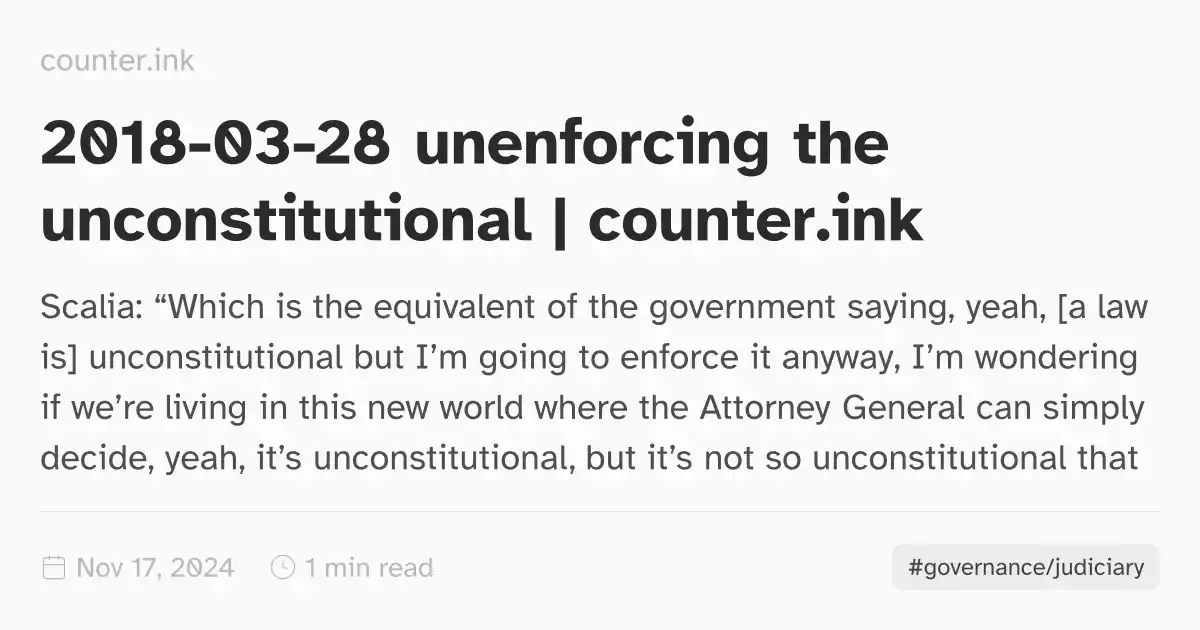 counter.ink
2018-03-28 unenforcing the
unconstitutional | counter.ink
Scalia: “Which is the equivalent of the government saying, yeah, [a law
is] unconstitutional but I’m going to enforce it anyway, I’m wondering
if we’re living in this new world where the Attorney General can simply
decide, yeah, it’s unconstitutional, but it’s not so unconstitutional that
Nov 17, 2024 1 min read #governance/judiciary